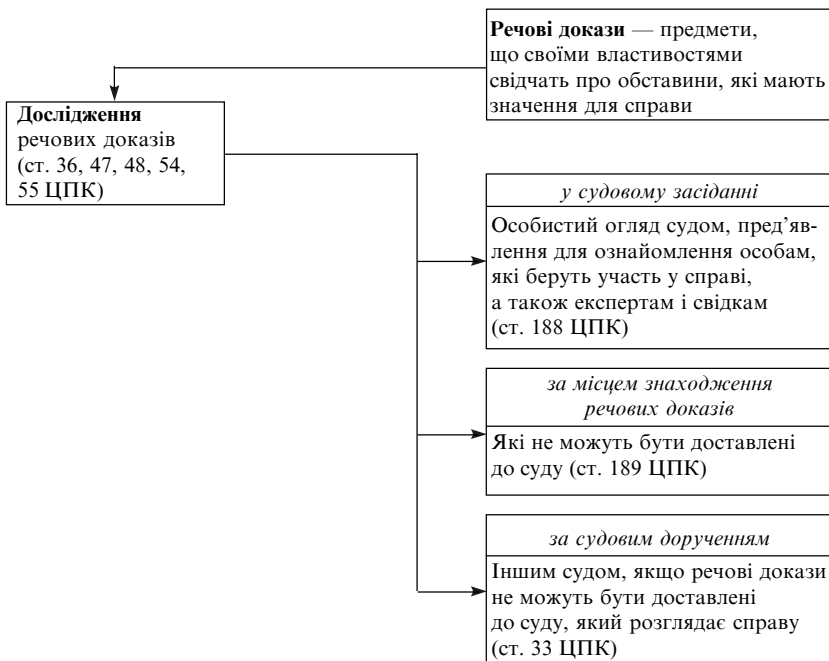 Речові докази — предмети,
що своїми властивостями
свідчать про обставини, які мають
значення для справи
Дослідження
речових доказів
(ст. 36, 47, 48, 54,
55 ЦПК)
у судовому засіданні
Особистий огляд судом, пред’яв-
лення для ознайомлення особам,
які беруть участь у справі,
а також експертам і свідкам
(ст. 188 ЦПК)
за місцем знаходження
речових доказів
Які не можуть бути доставлені
до суду (ст. 189 ЦПК)
за судовим дорученням
Іншим судом, якщо речові докази
не можуть бути доставлені
до суду, який розглядає справу
(ст. 33 ЦПК)